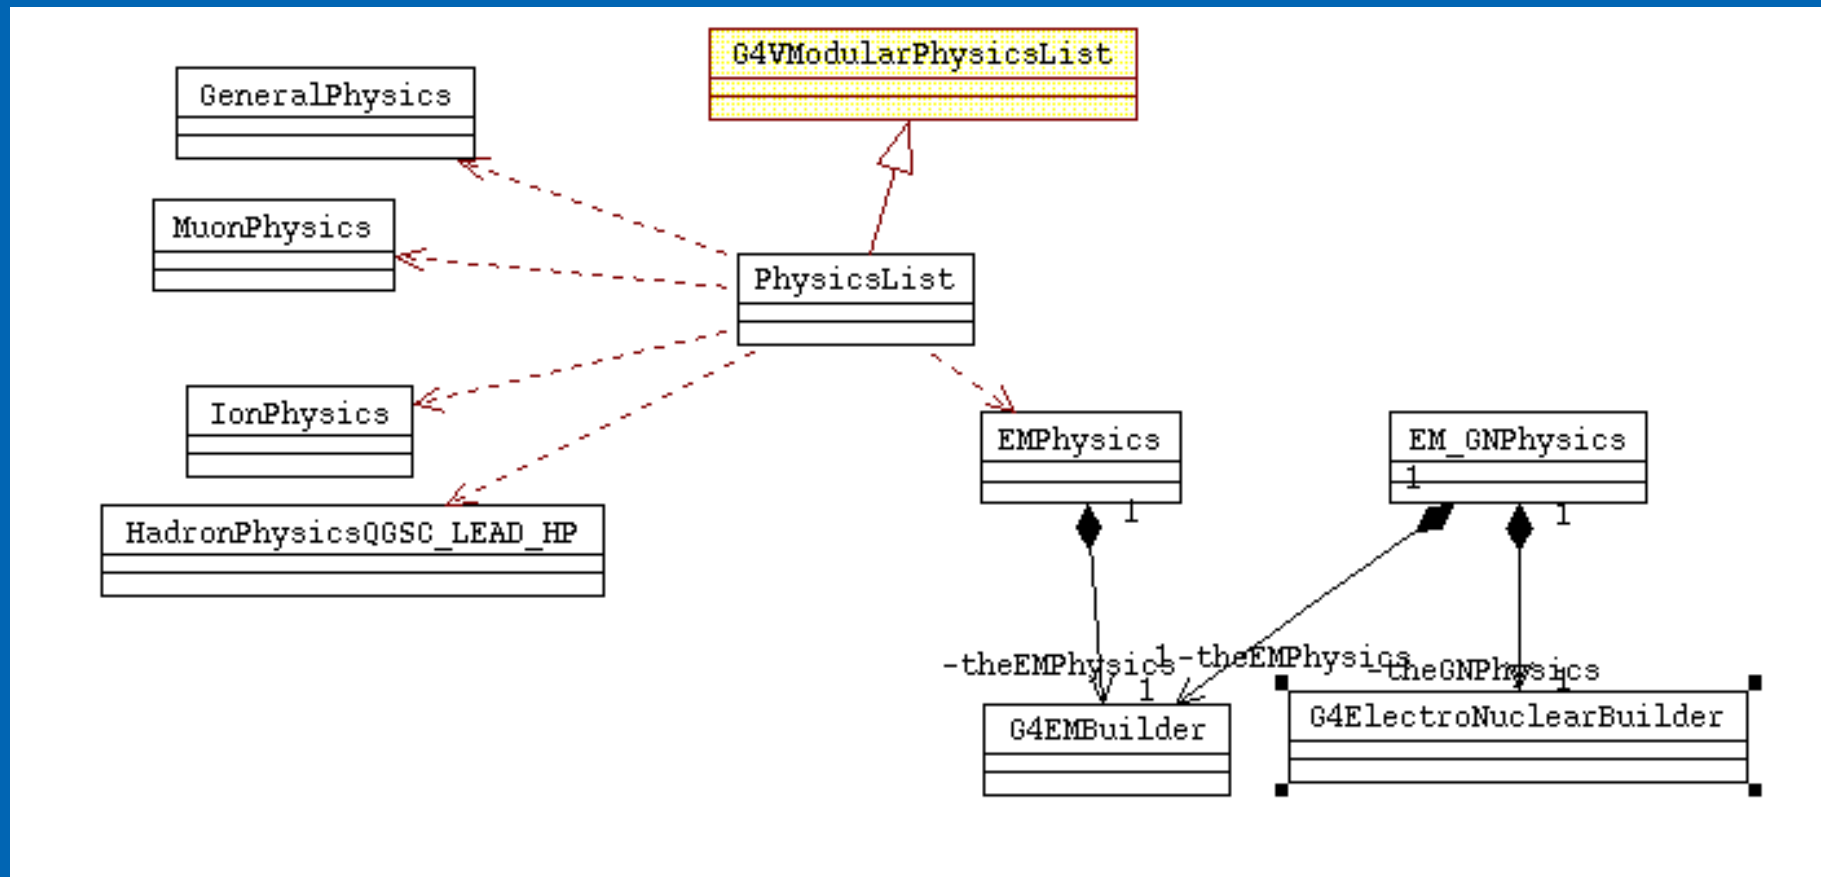 G4VModularPhysicsList
GeneralPhysics
MuonPhysics
PhysicsList
IonPhysics
EMPhysics
EM_GNPhysics
1
1
1
HadronPhysicsQGSC_LEAD_HP
-theEMPhysics
1
-theEMPhysics
-theGNPhysics
1
1
G4EMBuilder
G4ElectroNuclearBuilder